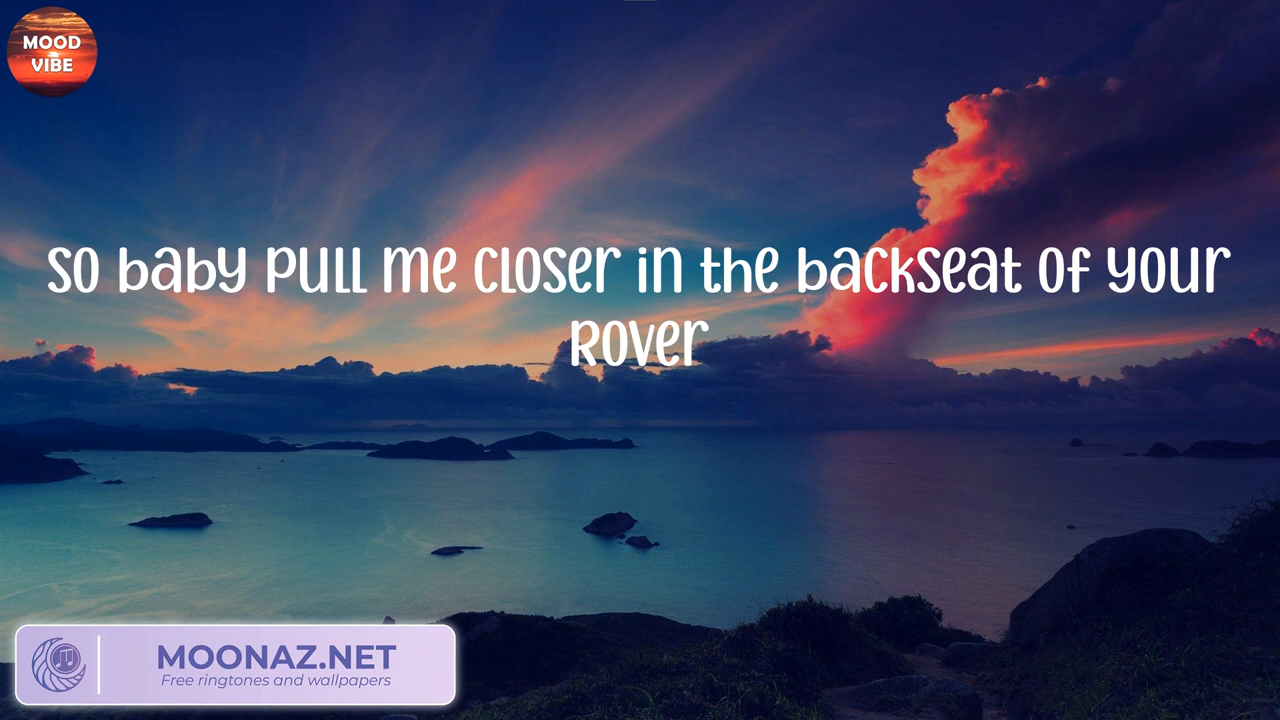 MOOD
VIBE
So baby pull me closer in the backseat of your
Rover
MOONAZ.NET
Free ringtones and wallpapers